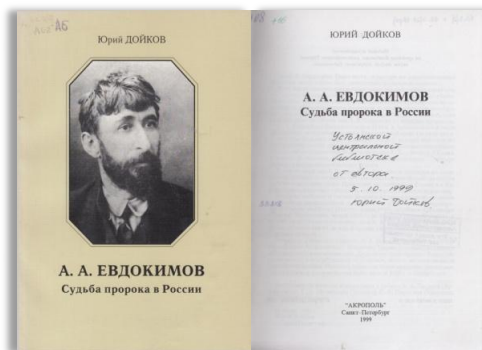 Юрий ДОЙКОВ
А. А. ЕВДОКИМОВ
Судьба пророка в России
ЮРИЙ ДОЙКОВ
А. А. ЕВДОКИМОВ
Судьба пророка в России
Устьянской
центральной
библиотеке
от автора
5.10.1999
Юрий Дойков
"АКРОПОЛЬ"
Санкт-Петербург
1999